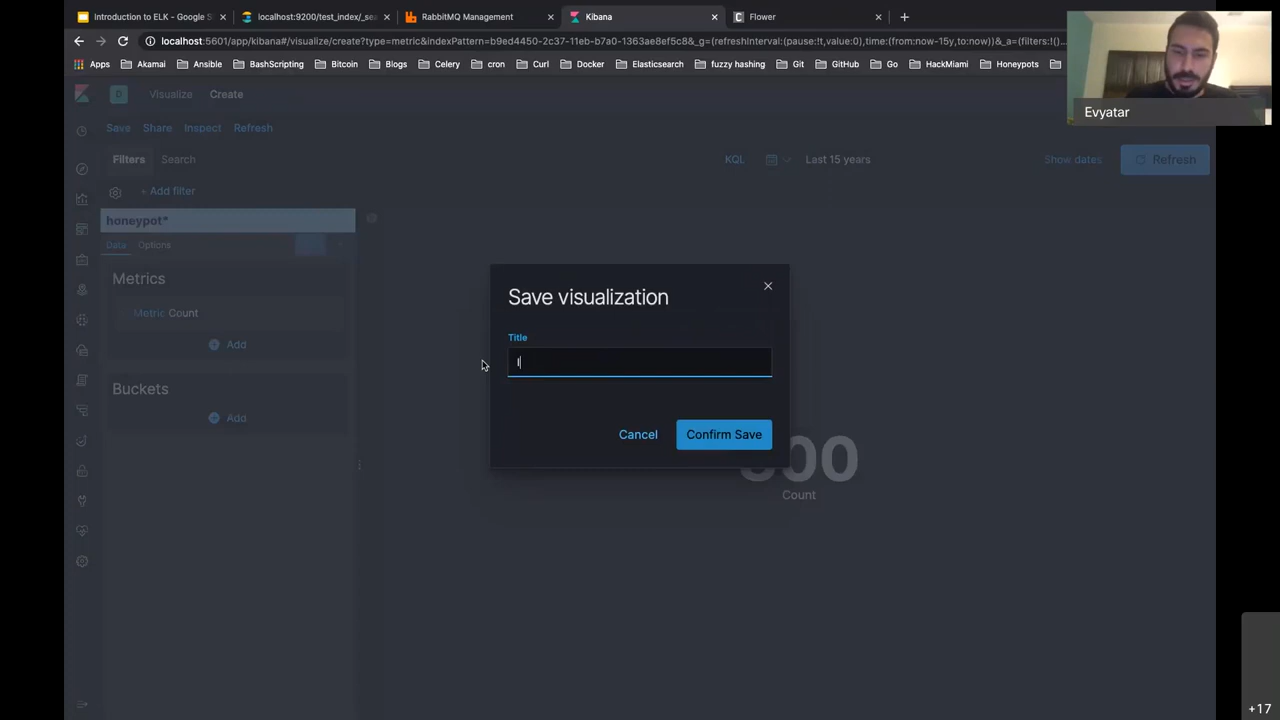 Introduction to ELK - Google S
localhost:9200/test_index/_sea
RabbitMQ Management
Kibana
C Flower
localhost:5601/app/kibana#/visualize/create?type=metric&indexPattern=b9ed4450-2c37-11eb-b7a0-1363ae8ef5c8&_g=(refreshInterval:(pause:!t,value:0),time:(from:now-15y,to:now))&_a=(filters:!()...
Apps Akamai Ansible BashScripting Bitcoin Blogs Celery cron Curl Docker Elasticsearch fuzzy hashing Git GitHub Go HackMiami Honeypots
Evyatar
D Visualize Create
Save Share Inspect Refresh
Filters Search KQL Last 15 years Show dates Refresh
+ Add filter
honeypot*
Data Options
Metrics
Metric Count
Add
Buckets
Add
Save visualization
Title
I
Cancel Confirm Save
Count
+17